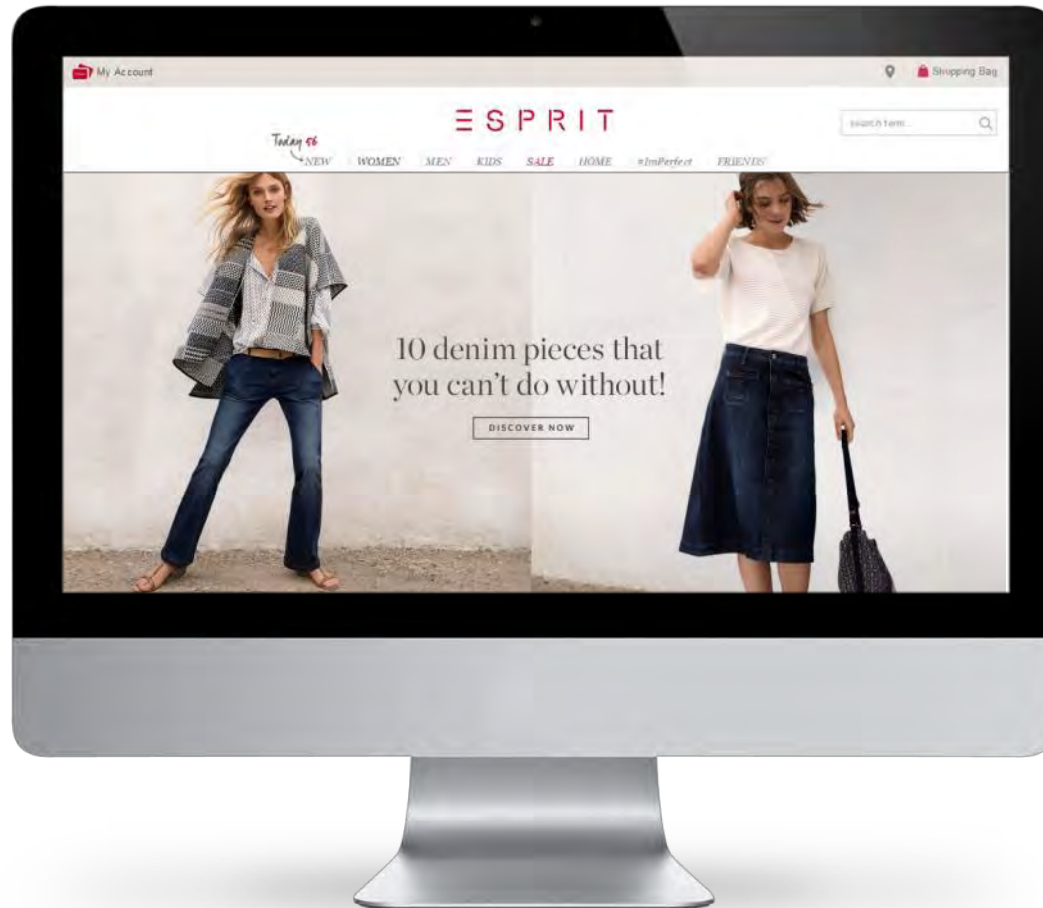 My Account
Shopping Bag
ESPRIT
search term...
Today 56
NEW WOMEN MEN KIDS SALE HOME #ImPerfect FRIENDS
10 denim pieces that
you can't do without!
DISCOVER NOW